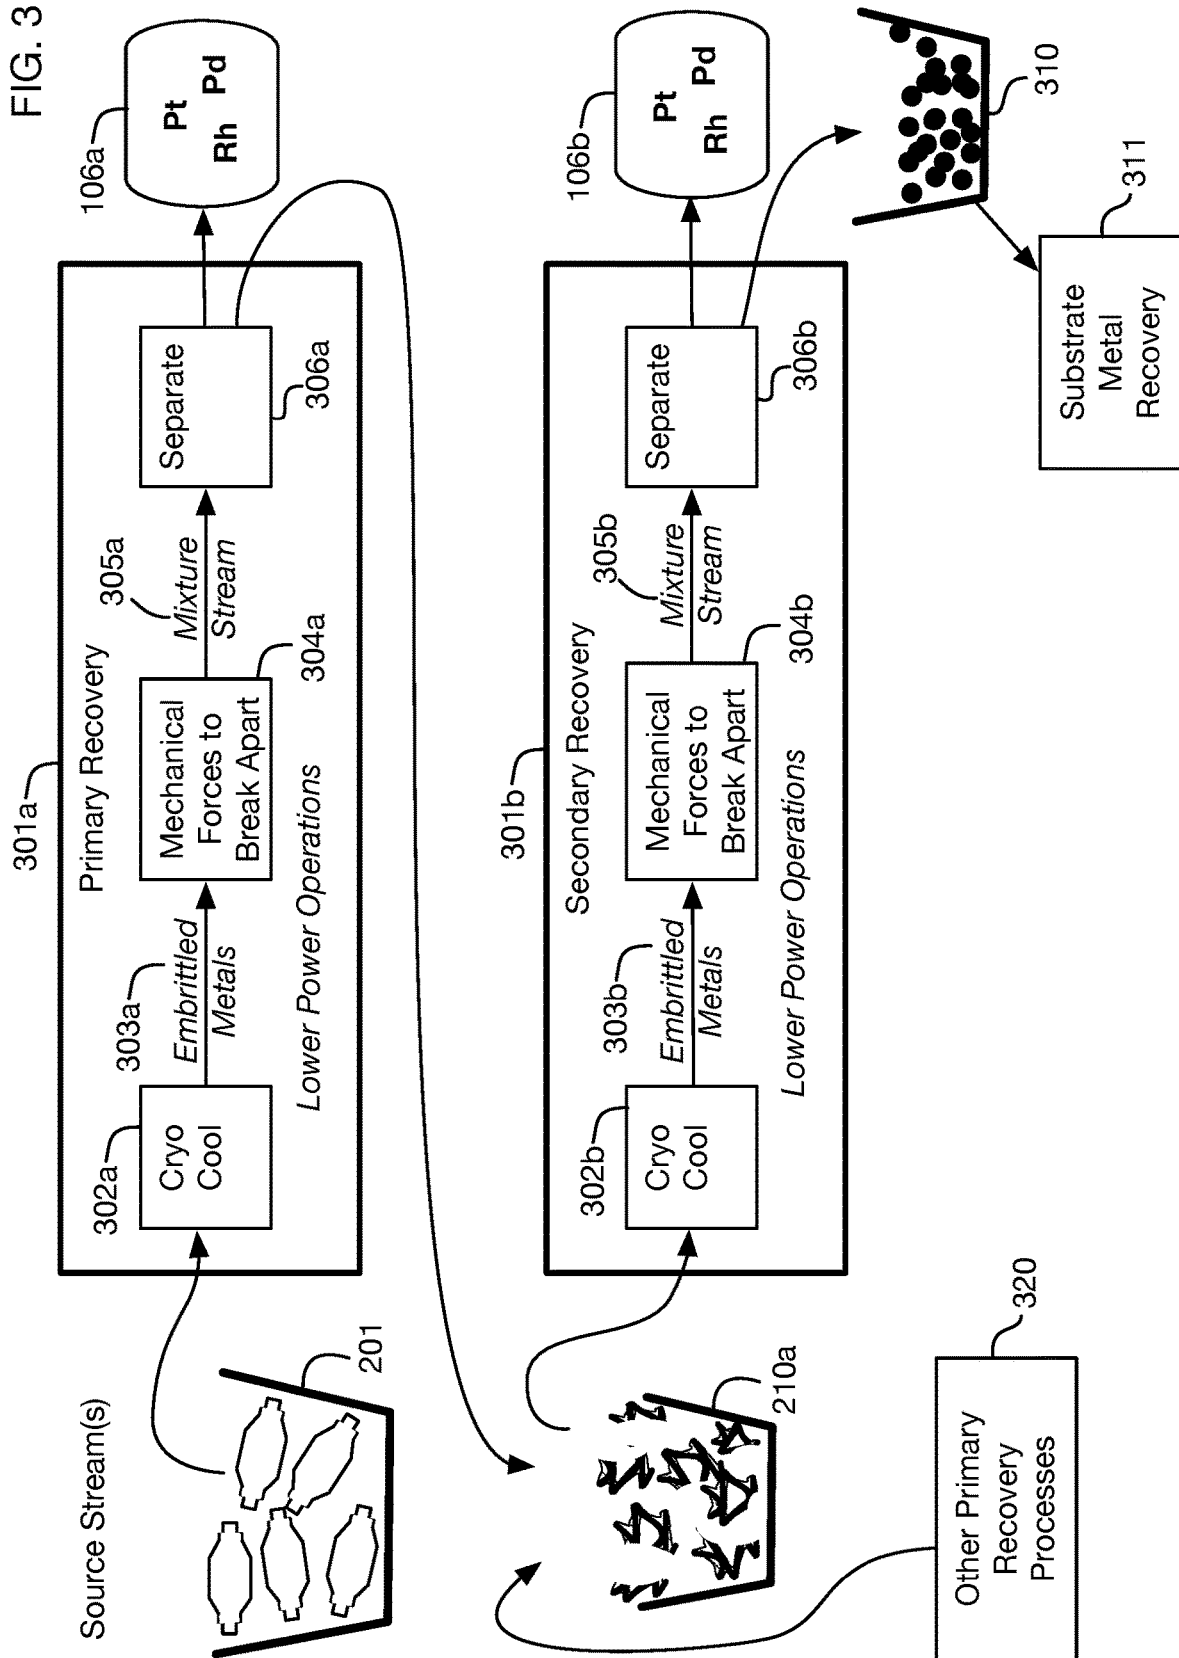 FIG. 3
Source Stream(s)
201
301a
Primary Recovery
302a
Cryo
Cool
303a
Embrittled
Metals
Mechanical
Forces to
Break Apart
304a
305a
Mixture
Stream
Separate
306a
Lower Power Operations
106a
Pt
Rh
Pd
210a
301b
Secondary Recovery
302b
Cryo
Cool
303b
Embrittled
Metals
Mechanical
Forces to
Break Apart
304b
305b
Mixture
Stream
Separate
306b
Lower Power Operations
106b
Pt
Rh
Pd
310
Other Primary
Recovery
Processes
320
Substrate
Metal
Recovery
311